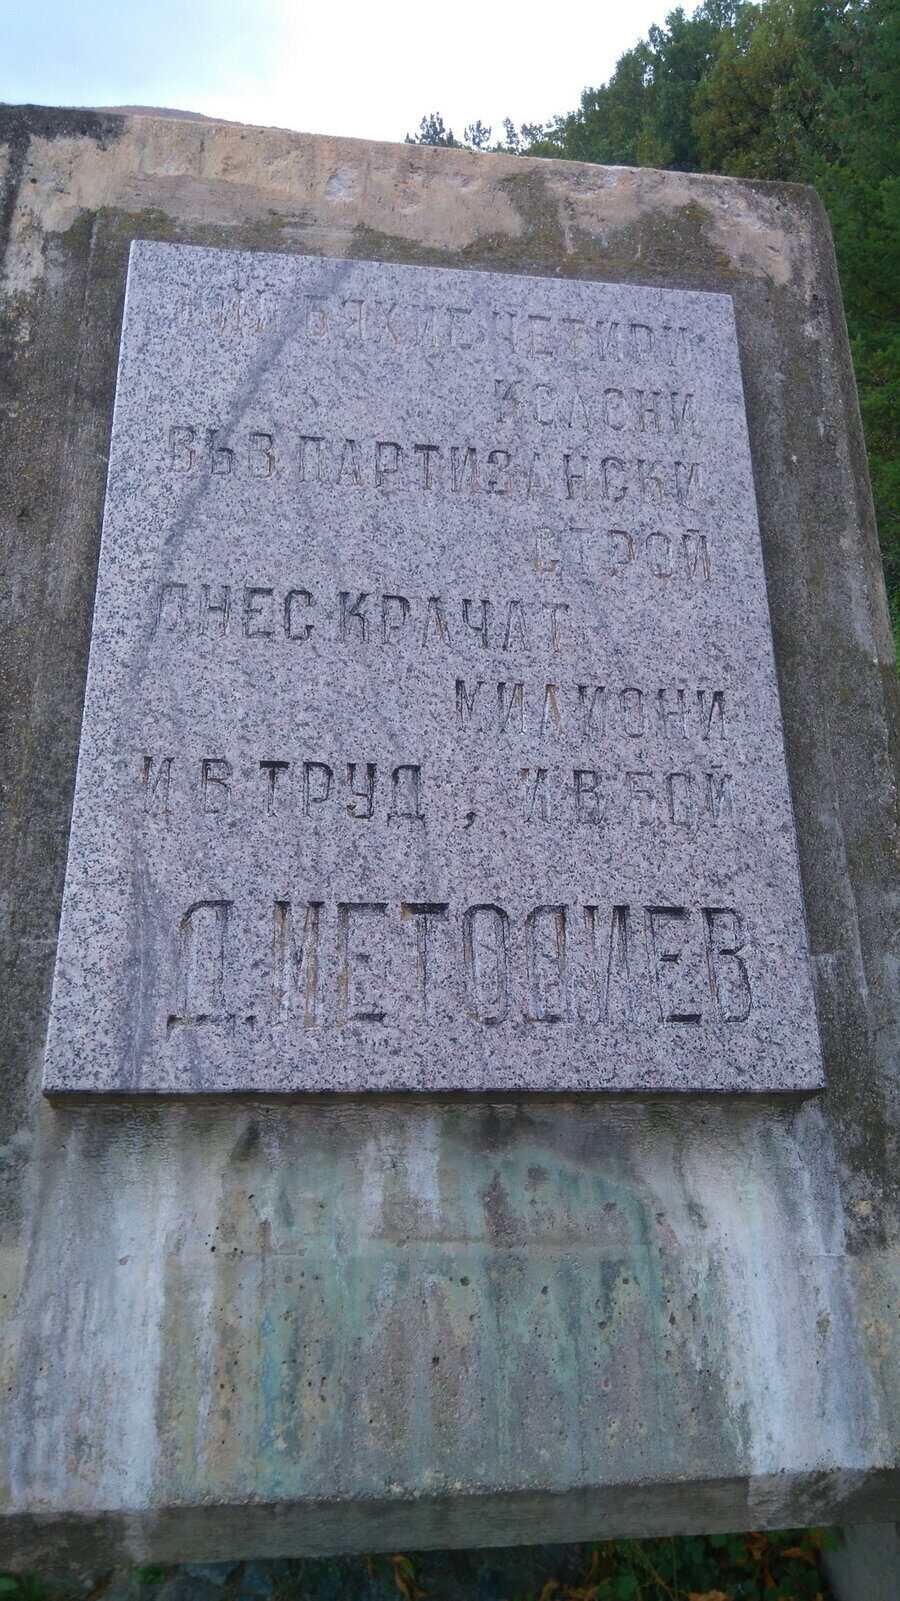 ЧЕТИРИ
КОЛОНИ
ВЪВ ПАРТИЗАНСКИ
СТРОЙ
ДНЕС КРАЧАТ
МИЛИОНИ
И В ТРУД, И В БОЙ
Д. МЕТОДИЕВ